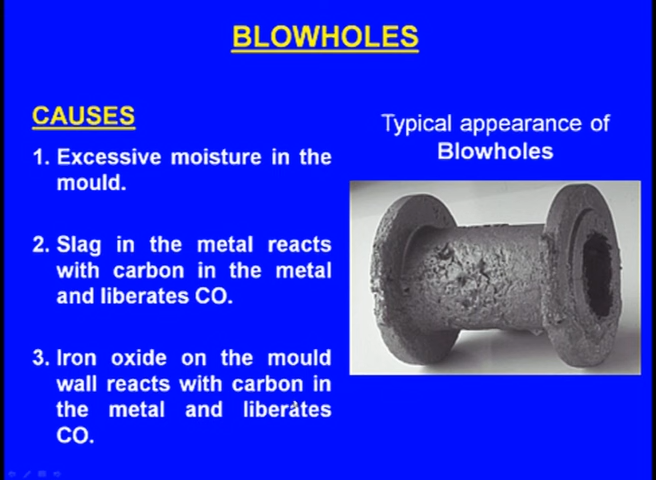 BLOWHOLES
CAUSES
1. Excessive moisture in the
mould.
2. Slag in the metal reacts
with carbon in the metal
and liberates CO.
3. Iron oxide on the mould
wall reacts with carbon in
the metal and liberates
CO.
Typical appearance of
Blowholes